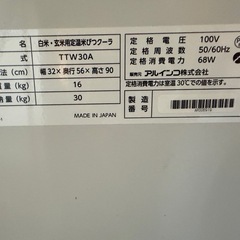 白米・玄米用定温米びつクーラ
式 TTW30A
法(cm) 幅32×奥行56×高さ90
量(kg) 16
(kg) 30
MADE IN JAPAN
定格電圧 100V
定格周波数 50/60Hz
定格消費電力 68W
販売元 アルインコ株式会社
定格消費電力は室温30℃での値を示す。
製造番号